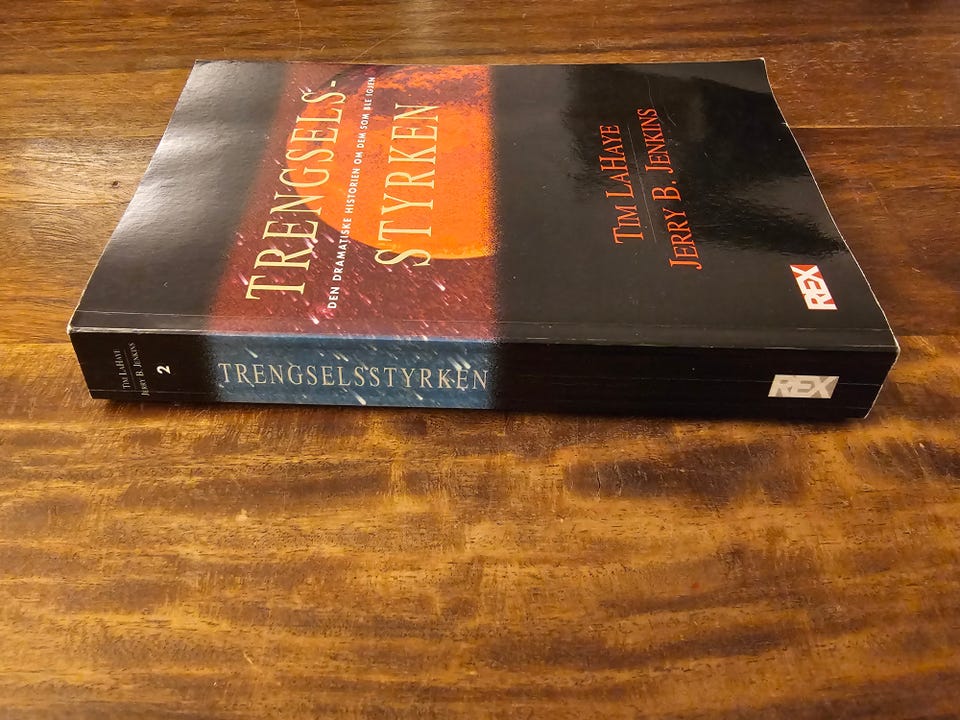 TRENGSELS-
DEN DRAMATISKE HISTORIEN OM DEM SOM BLE IGJEN
STYRKEN
TIM LAHAYE
JERRY B. JENKINS
REX
TIM LAHAYE
JERRY B. JENKINS
2
TRENGSELSSTYRKEN
REX